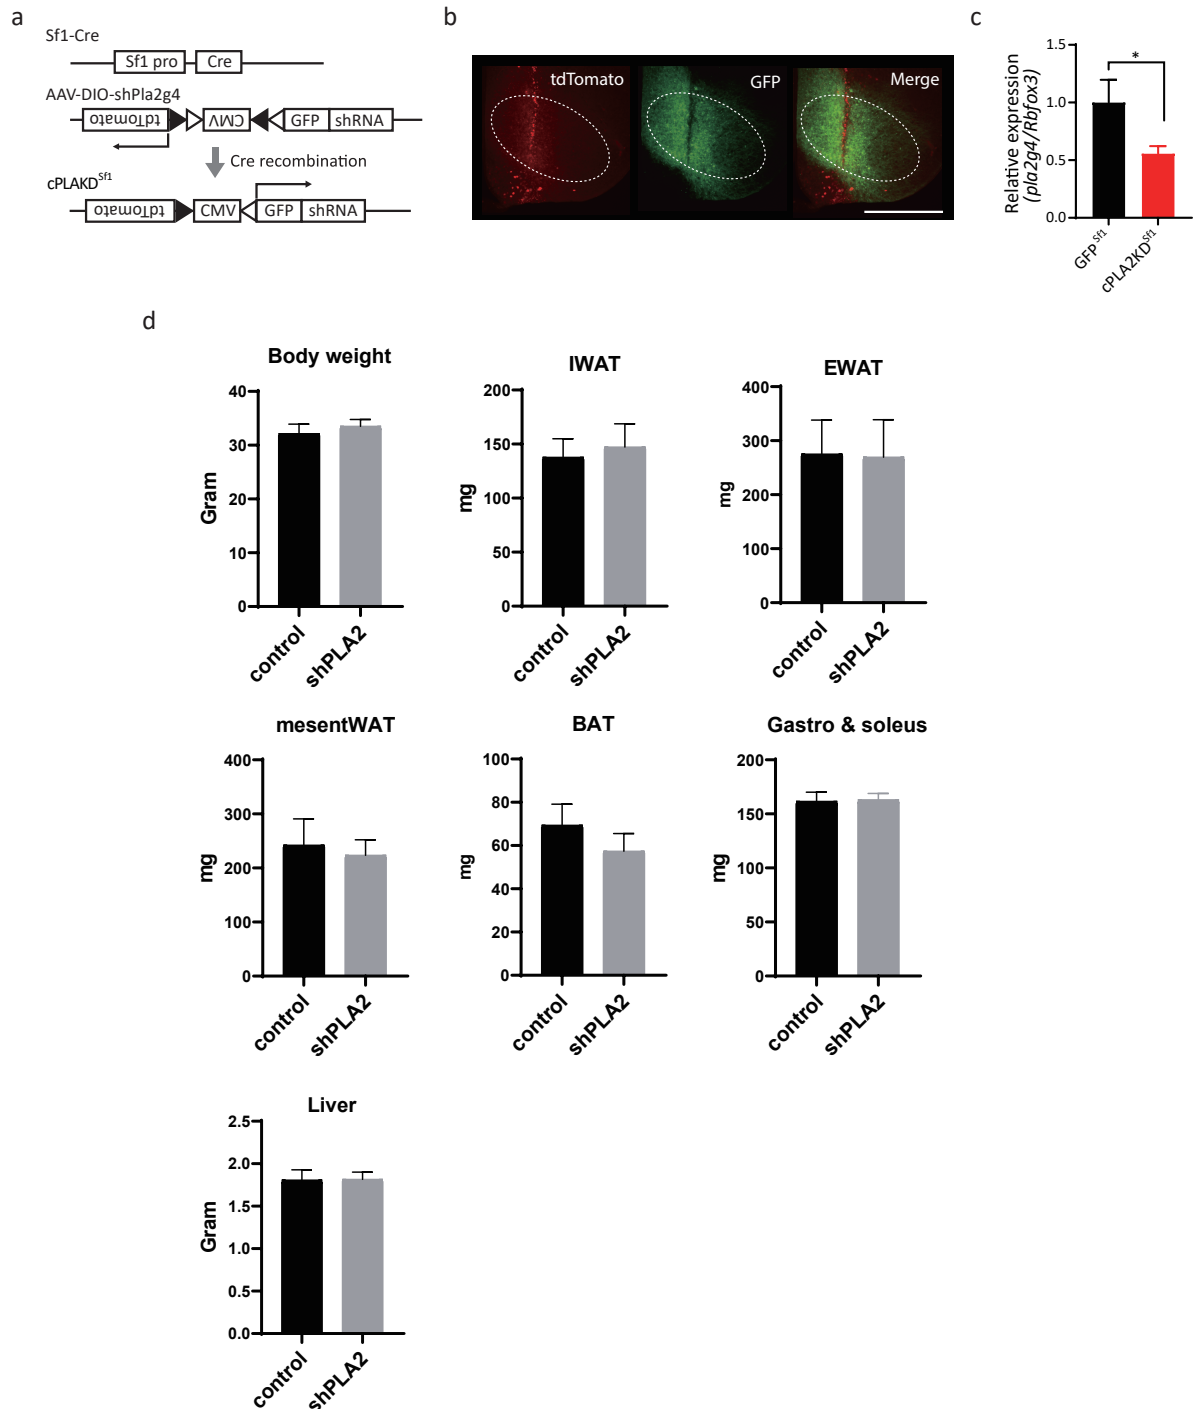 a
Sf1-Cre
Sf1 pro
Cre
AAV-DIO-shPla2g4
tdTomato
CMV
GFP
shRNA
Cre recombination
cPLAKD^Sf1
tdTomato
CMV
GFP
shRNA
b
tdTomato
GFP
Merge
c
Relative expression
(pla2g4/Rbfox3)
1.5
1.0
0.5
0.0
*
GFP^Sf1
cPLA2KD^Sf1
d
Body weight
Gram
40
30
20
10
0
control
shPLA2
IWAT
mg
200
150
100
50
0
control
shPLA2
EWAT
mg
400
300
200
100
0
control
shPLA2
mesentWAT
mg
400
300
200
100
0
control
shPLA2
BAT
mg
100
80
60
40
20
0
control
shPLA2
Gastro & soleus
mg
200
150
100
50
0
control
shPLA2
Liver
Gram
2.5
2.0
1.5
1.0
0.5
0.0
control
shPLA2